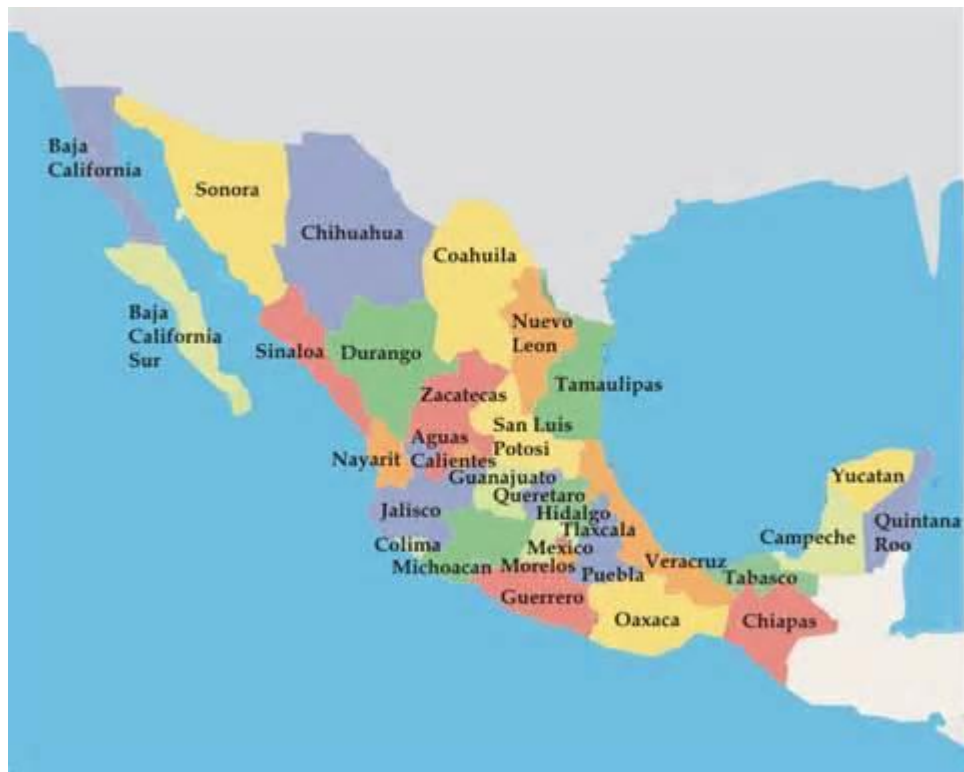 Baja
California
Sonora
Chihuahua
Coahuila
Baja
California
Sur
Sinaloa
Durango
Nuevo
Leon
Tamaulipas
Zacatecas
San Luis
Potosi
Aguas
Calientes
Nayarit
Guanajuato
Queretaro
Jalisco
Hidalgo
Tlaxcala
Colima
Mexico
Michoacan
Morelos
Puebla
Veracruz
Guerrero
Oaxaca
Tabasco
Chiapas
Campeche
Yucatan
Quintana
Roo